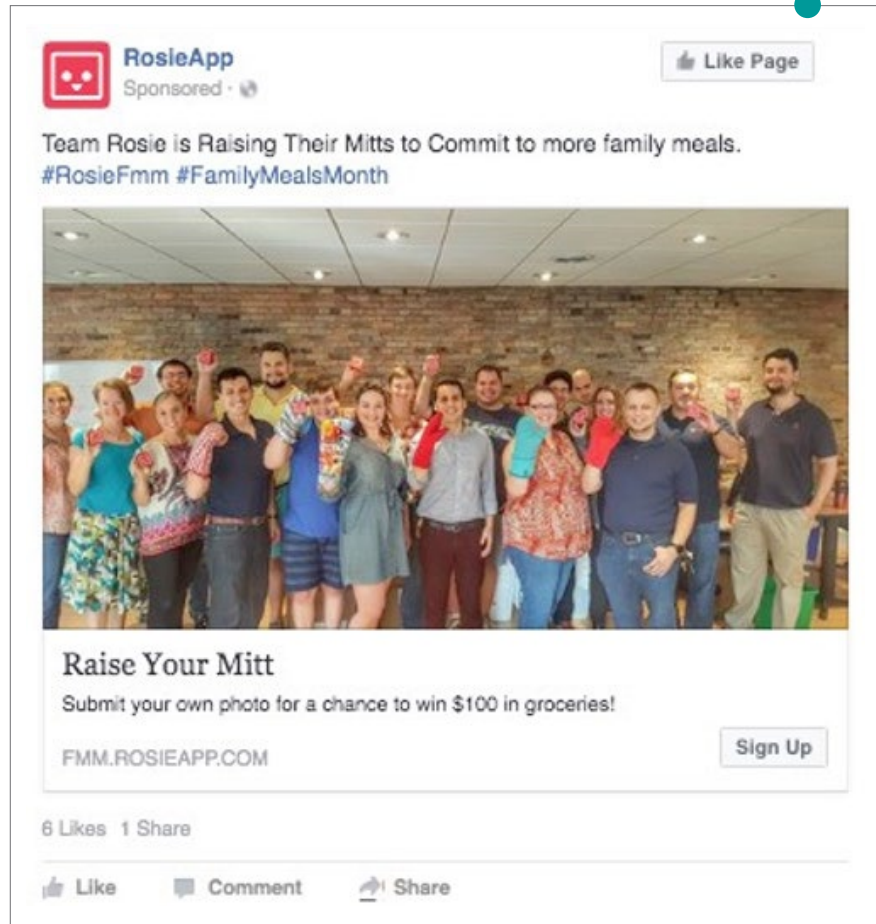 RosieApp
Like Page
Sponsored ·
Team Rosie is Raising Their Mitts to Commit to more family meals.
#RosieFmm #FamilyMealsMonth
Raise Your Mitt
Submit your own photo for a chance to win $100 in groceries!
FMM.ROSIEAPP.COM
Sign Up
6 Likes 1 Share
Like Comment Share